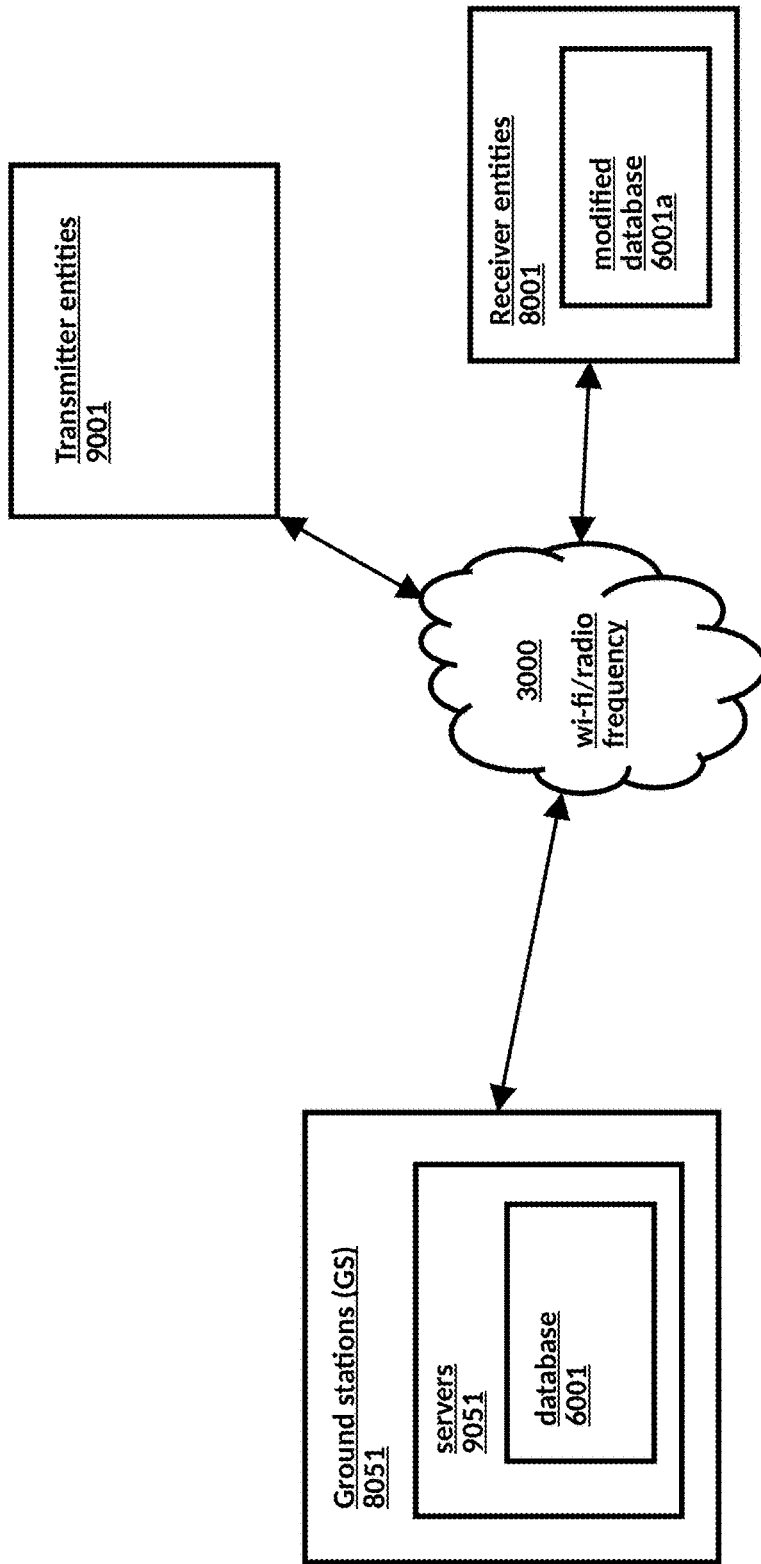 Ground stations (GS)
8051
servers
9051
database
6001
3000
wi-fi/radio
frequency
Transmitter entities
9001
Receiver entities
8001
modified
database
6001a